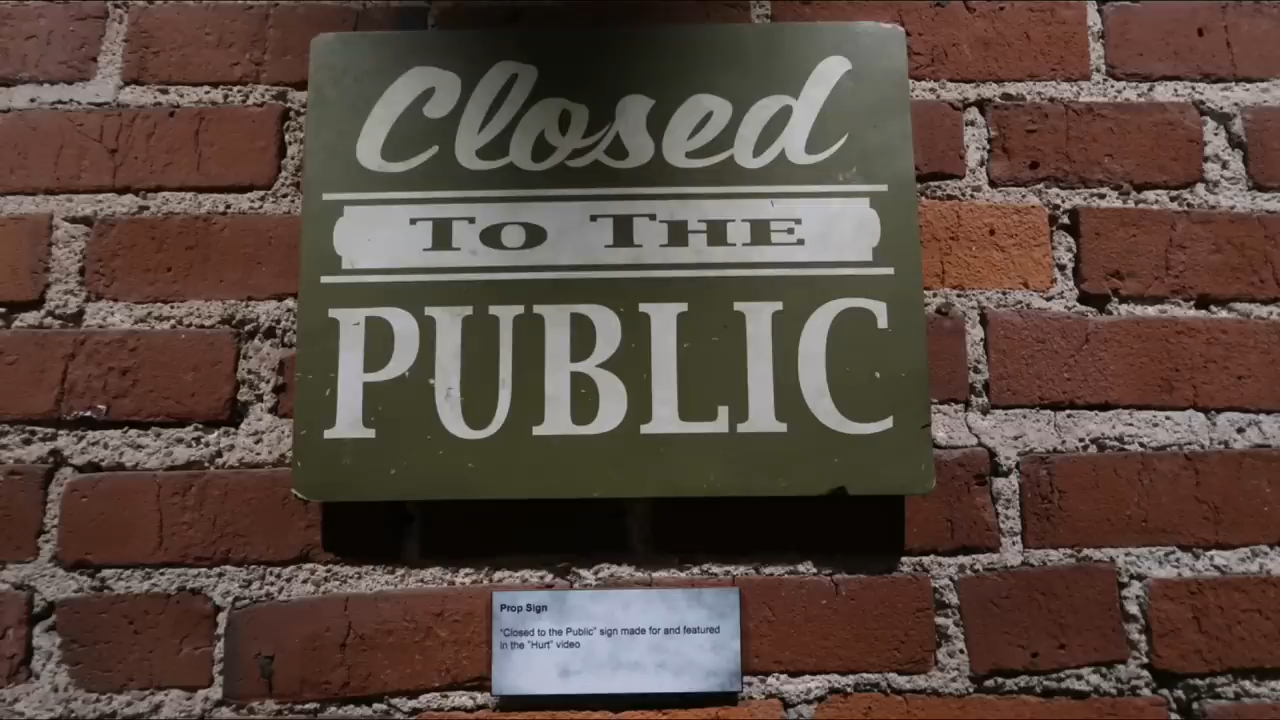 Closed
To The
PUBLIC
Prop Sign
"Closed to the Public" sign made for and featured
in the "Hurt" video